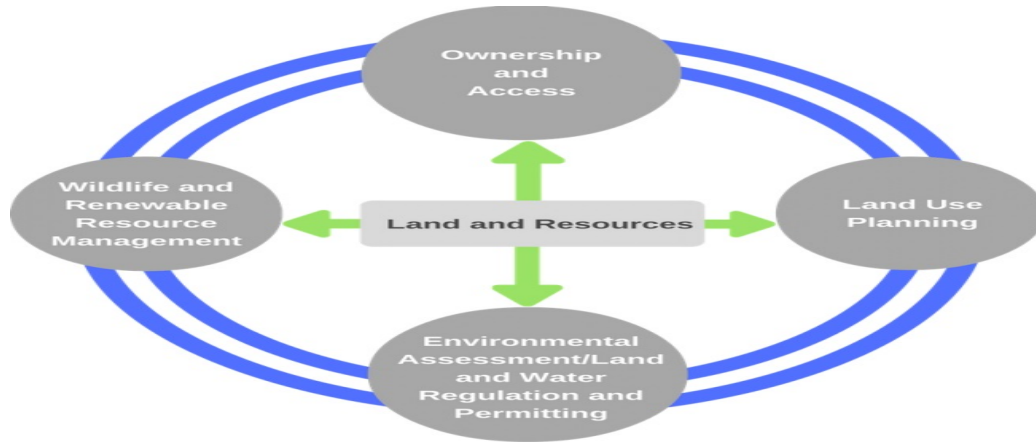 Ownership
and
Access
Wildlife and
Renewable
Resource
Management
Land and Resources
Land Use
Planning
Environmental
Assessment/Land
and Water
Regulation and
Permitting